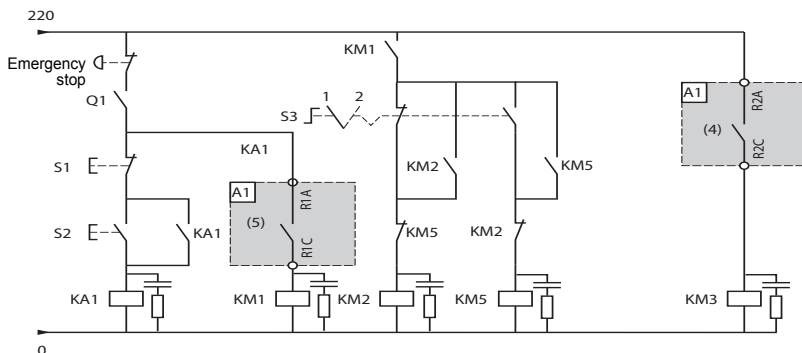 220
Emergency
stop
Q1
S1
S2
KA1
KA1
KA1
A1
R1A
(5)
R1C
KM1
KM1
S3
1
2
KM2
KM5
KM5
KM2
KM2
KM5
A1
R2A
(4)
R2C
KM3
0